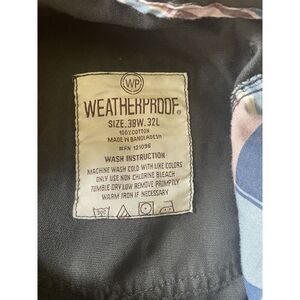 WP
WEATHERPROOF®
SIZE. 38W. 32L
100% COTTON
MADE IN BANGLADESH
#RN 121096
WASH INSTRUCTION
MACHINE WASH COLD WITH LIKE COLORS
ONLY USE NON CHLORINE BLEACH
TUMBLE DRY LOW REMOVE PROMPTLY
WARM IRON IF NECESSARY